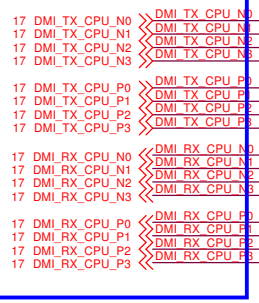 17 DMI_TX_CPU_N0 DMI_TX_CPU_N0
17 DMI_TX_CPU_N1 DMI_TX_CPU_N1
17 DMI_TX_CPU_N2 DMI_TX_CPU_N2
17 DMI_TX_CPU_N3 DMI_TX_CPU_N3
17 DMI_TX_CPU_P0 DMI_TX_CPU_P0
17 DMI_TX_CPU_P1 DMI_TX_CPU_P1
17 DMI_TX_CPU_P2 DMI_TX_CPU_P2
17 DMI_TX_CPU_P3 DMI_TX_CPU_P3
17 DMI_RX_CPU_N0 DMI_RX_CPU_N0
17 DMI_RX_CPU_N1 DMI_RX_CPU_N1
17 DMI_RX_CPU_N2 DMI_RX_CPU_N2
17 DMI_RX_CPU_N3 DMI_RX_CPU_N3
17 DMI_RX_CPU_P0 DMI_RX_CPU_P0
17 DMI_RX_CPU_P1 DMI_RX_CPU_P1
17 DMI_RX_CPU_P2 DMI_RX_CPU_P2
17 DMI_RX_CPU_P3 DMI_RX_CPU_P3